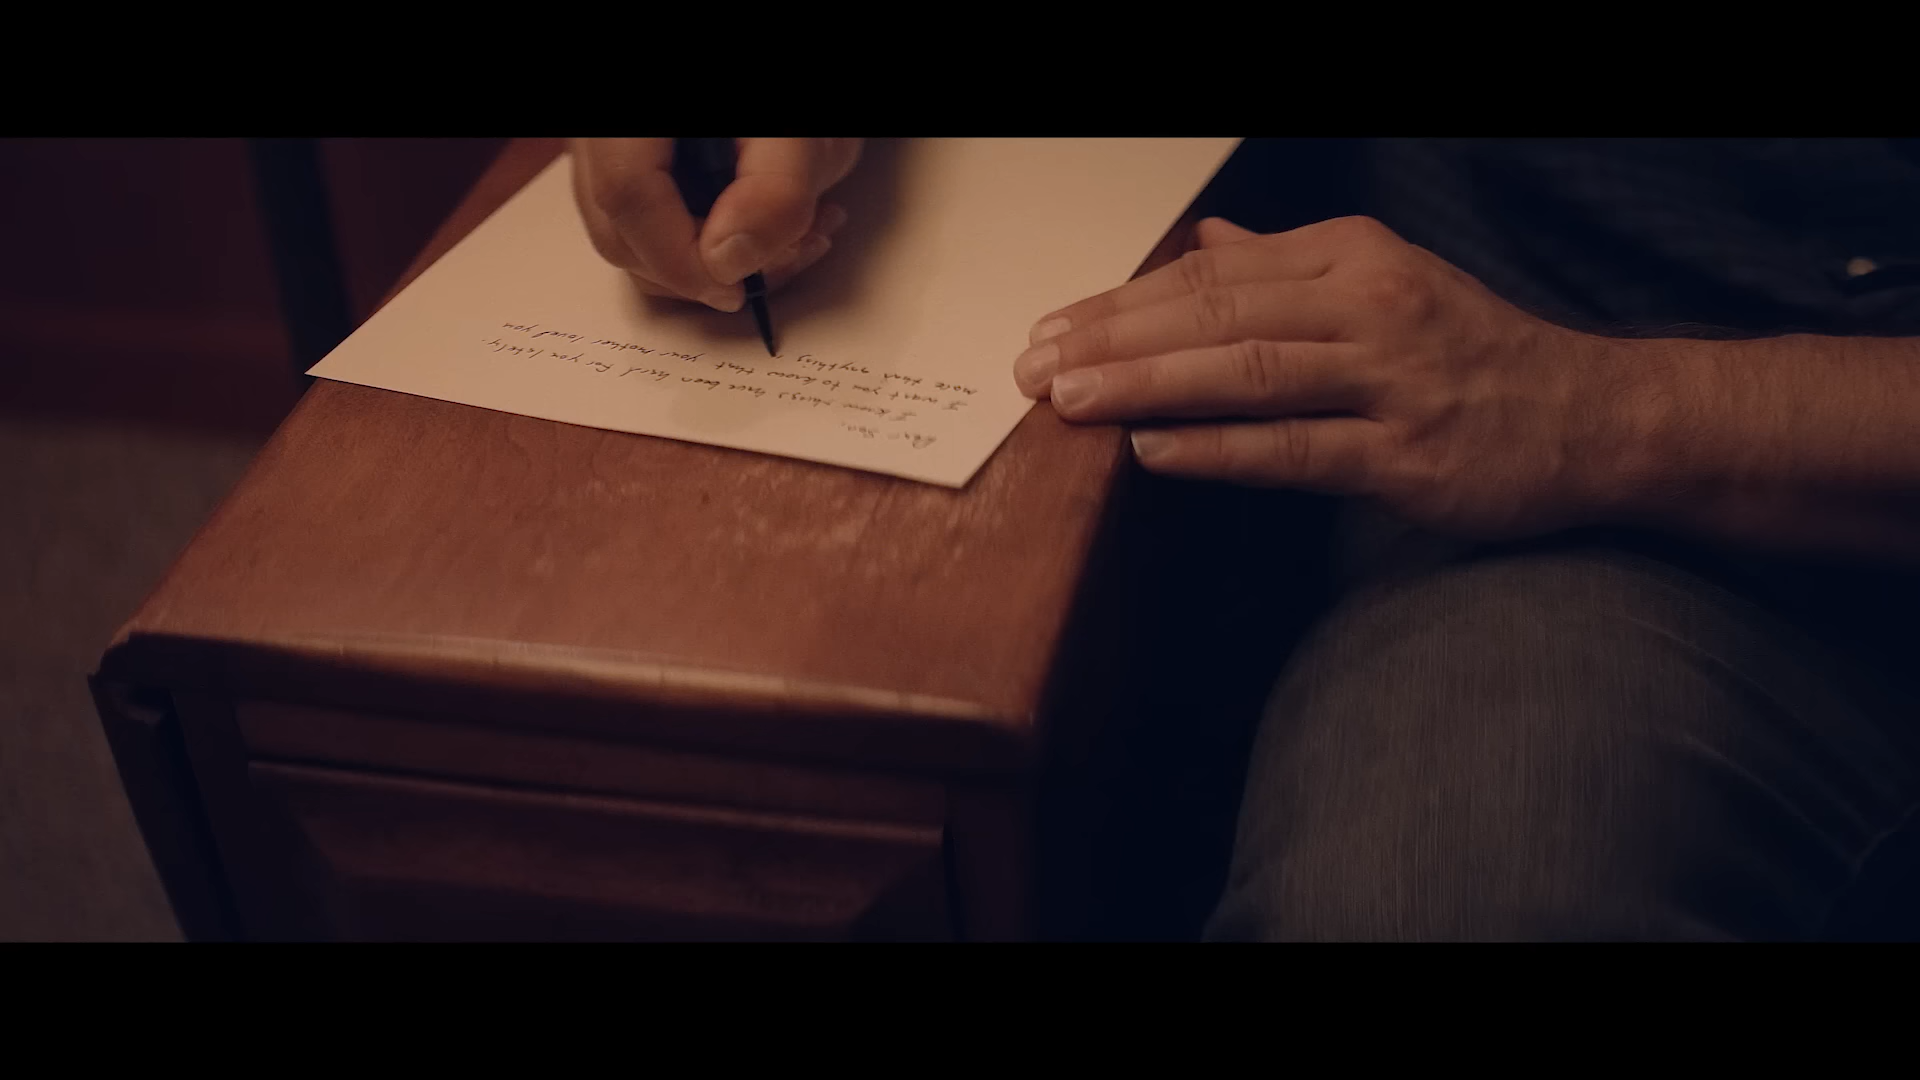 Dear Son,
I know things have been hard for you lately.
I want you to know that your mother loved you
more than anything